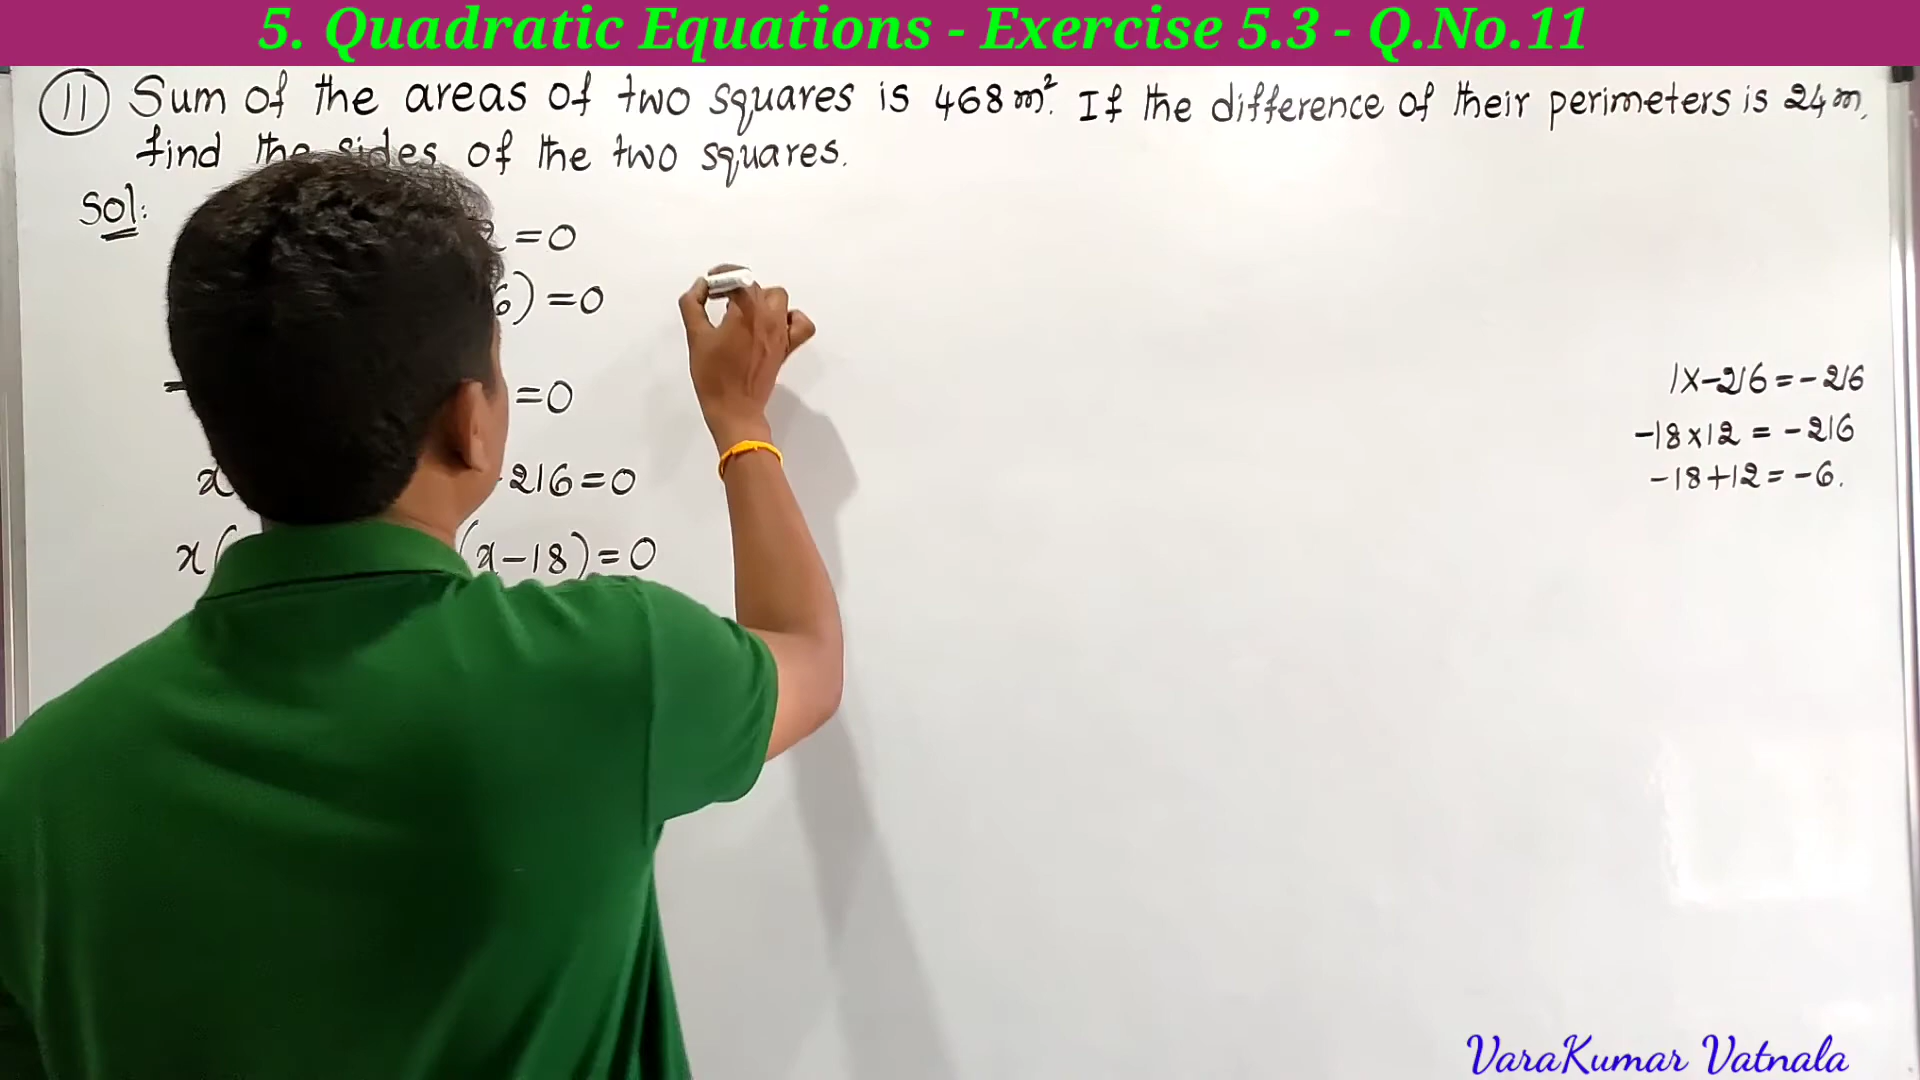 5. Quadratic Equations - Exercise 5.3 - Q.No.11
11 Sum of the areas of two squares is 468 m². If the difference of their perimeters is 24 m,
find the sides of the two squares.
Sol:
=0
6) =0
=0
x 216=0
x( (x-18)=0
1x-216=-216
-18x12 = -216
-18+12=-6.
VaraKumar Vatnala